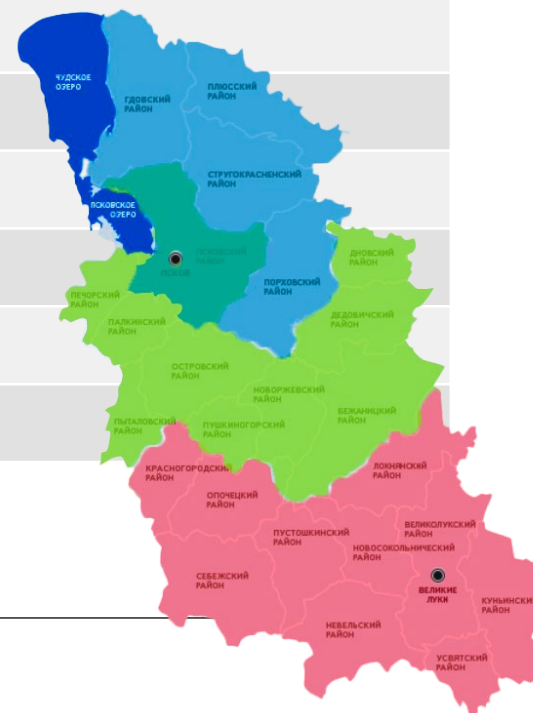 ЧУДСКОЕ
ОЗЕРО
ГДОВСКИЙ
РАЙОН
ПЛЮССКИЙ
РАЙОН
СТРУГОКРАСНЕНСКИЙ
РАЙОН
ПСКОВСКОЕ
ОЗЕРО
ПСКОВСКИЙ
РАЙОН
ПСКОВ
ДНОВСКИЙ
РАЙОН
ПОРХОВСКИЙ
РАЙОН
ПЕЧОРСКИЙ
РАЙОН
ПАЛКИНСКИЙ
РАЙОН
ДЕДОВИЧСКИЙ
РАЙОН
ОСТРОВСКИЙ
РАЙОН
НОВОРЖЕВСКИЙ
РАЙОН
БЕЖАНИЦКИЙ
РАЙОН
ПЫТАЛОВСКИЙ
РАЙОН
ПУШКИНОГОРСКИЙ
РАЙОН
КРАСНОГОРОДСКИЙ
РАЙОН
ЛОКНЯНСКИЙ
РАЙОН
ОПОЧЕЦКИЙ
РАЙОН
ПУСТОШКИНСКИЙ
РАЙОН
ВЕЛИКОЛУКСКИЙ
РАЙОН
НОВОСОКОЛЬНИЧЕСКИЙ
РАЙОН
СЕБЕЖСКИЙ
РАЙОН
ВЕЛИКИЕ
ЛУКИ
КУНЬИНСКИ
РАЙОН
НЕВЕЛЬСКИЙ
РАЙОН
УСВЯТСКИЙ
РАЙОН